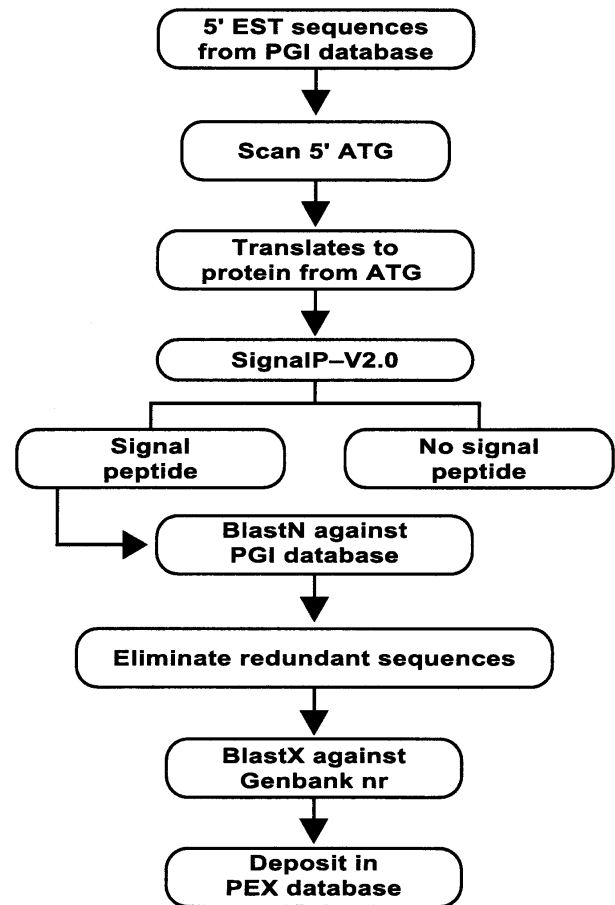 5' EST sequences
from PGI database
Scan 5' ATG
Translates to
protein from ATG
SignalP–V2.0
Signal
peptide
No signal
peptide
BlastN against
PGI database
Eliminate redundant sequences
BlastX against
Genbank nr
Deposit in
PEX database